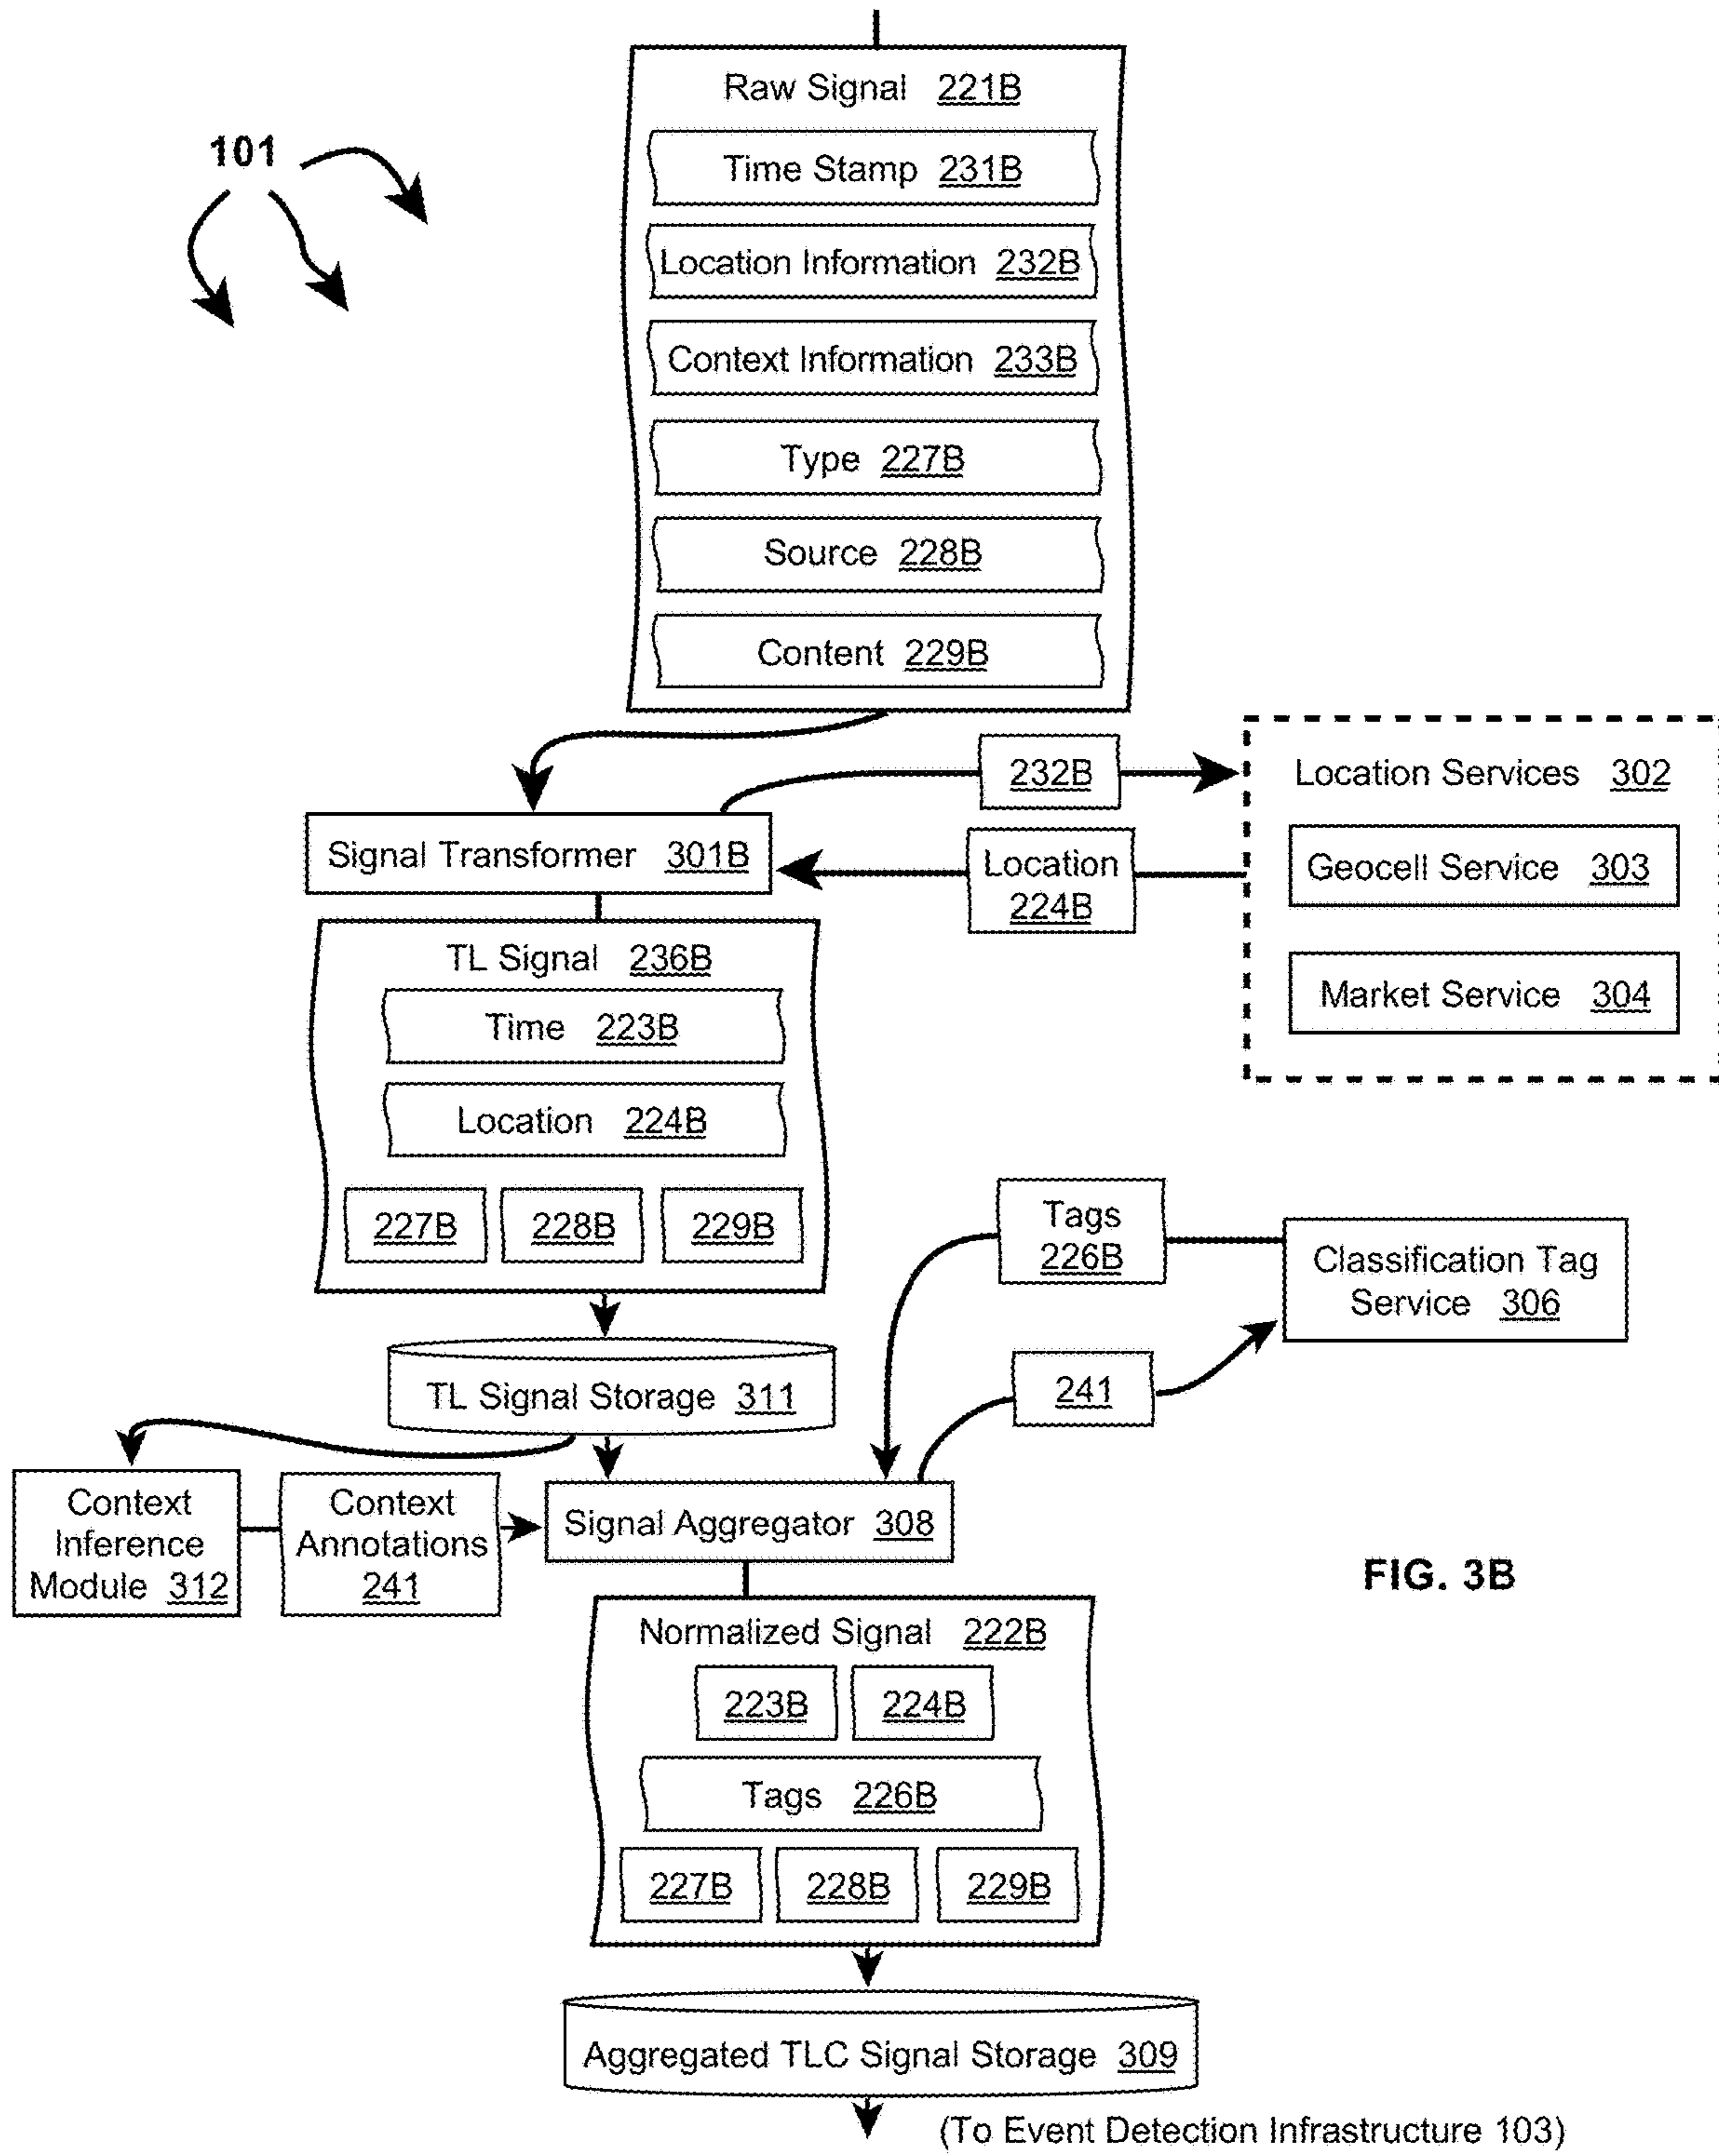 Raw Signal 221B
101
Time Stamp 231B
Location Information 232B
Context Information 233B
Type 227B
Source 228B
Content 229B
232B
Location Services 302
Signal Transformer 301B
Location
224B
Geocell Service 303
Market Service 304
TL Signal 236B
Time 223B
Location 224B
227B 228B 229B
Tags
226B
Classification Tag
Service 306
241
TL Signal Storage 311
Context
Inference
Module 312
Context
Annotations
241
Signal Aggregator 308
FIG. 3B
Normalized Signal 222B
223B 224B
Tags 226B
227B 228B 229B
Aggregated TLC Signal Storage 309
(To Event Detection Infrastructure 103)